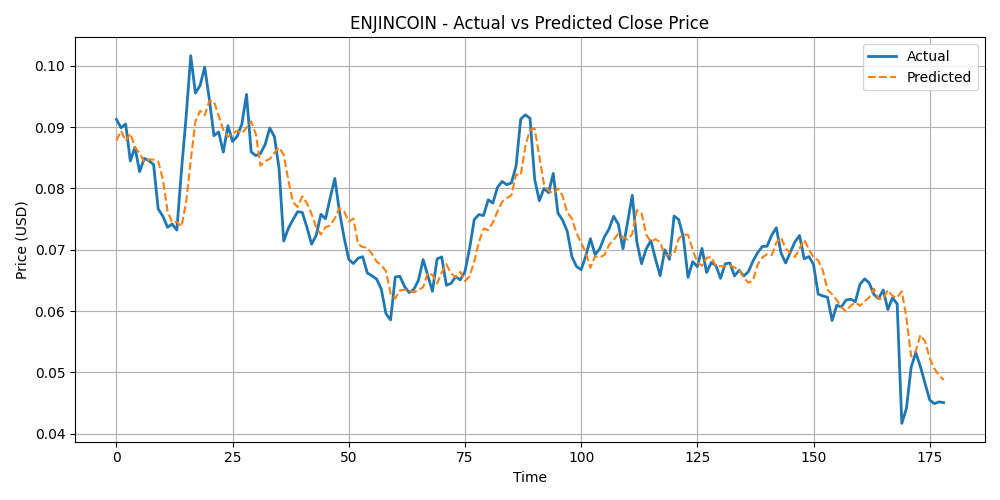 ENJINCOIN - Actual vs Predicted Close Price
Actual
Predicted
Price (USD)
0.10
0.09
0.08
0.07
0.06
0.05
0.04
0 25 50 75 100 125 150 175
Time